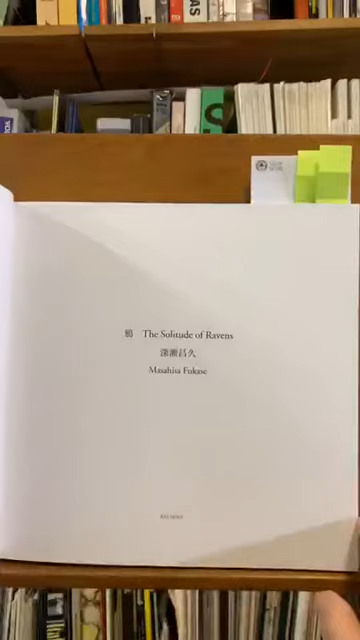 鴉 The Solitude of Ravens
深瀬昌久
Masahisa Fukase
S